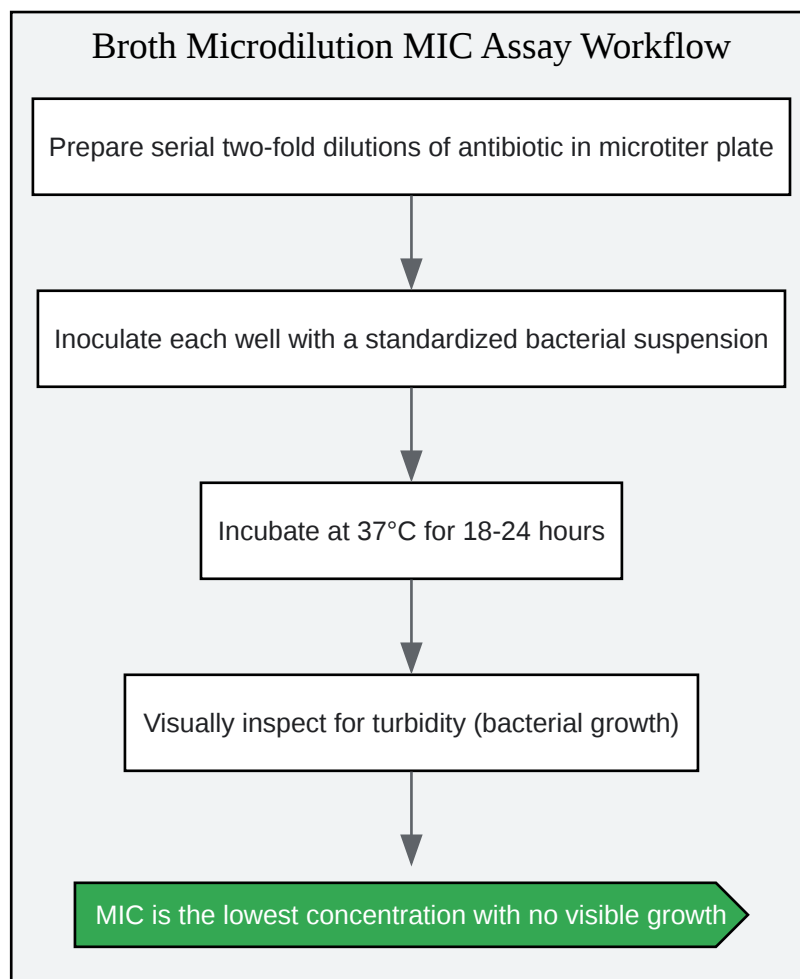 Broth Microdilution MIC Assay Workflow
Prepare serial two-fold dilutions of antibiotic in microtiter plate
Inoculate each well with a standardized bacterial suspension
Incubate at 37°C for 18-24 hours
Visually inspect for turbidity (bacterial growth)
MIC is the lowest concentration with no visible growth